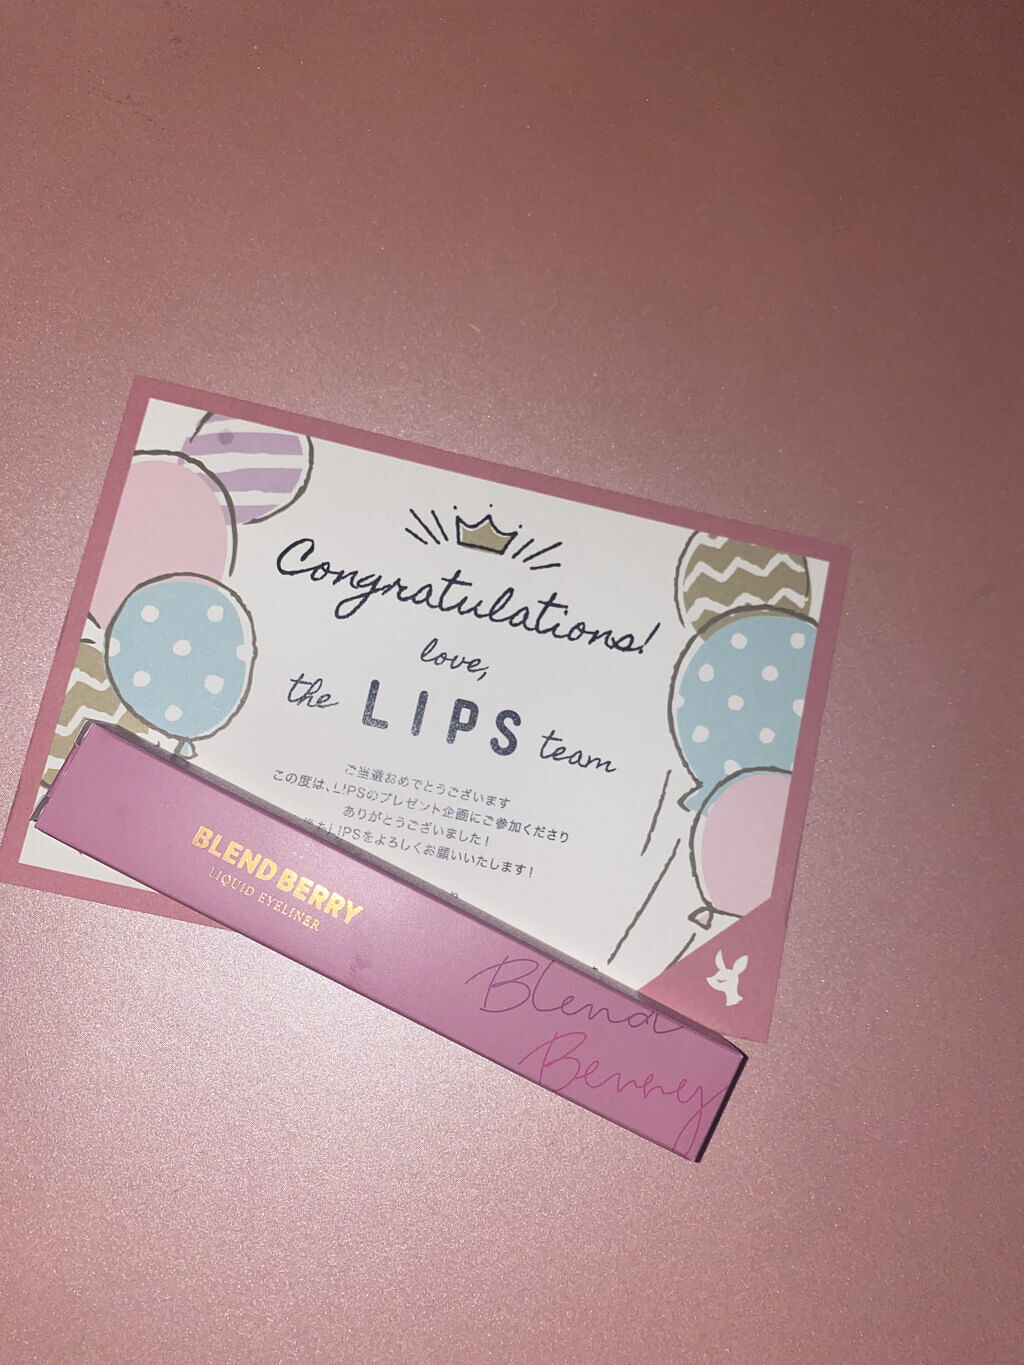 Congratulations!
love,
the LIPS team
ご当選おめでとうございます
この度は、LIPSのプレゼント企画にご参加くださり
ありがとうございました！
もLIPSをよろしくお願いいたします！
BLEND BERRY
LIQUID EYELINER
Blend
Berry